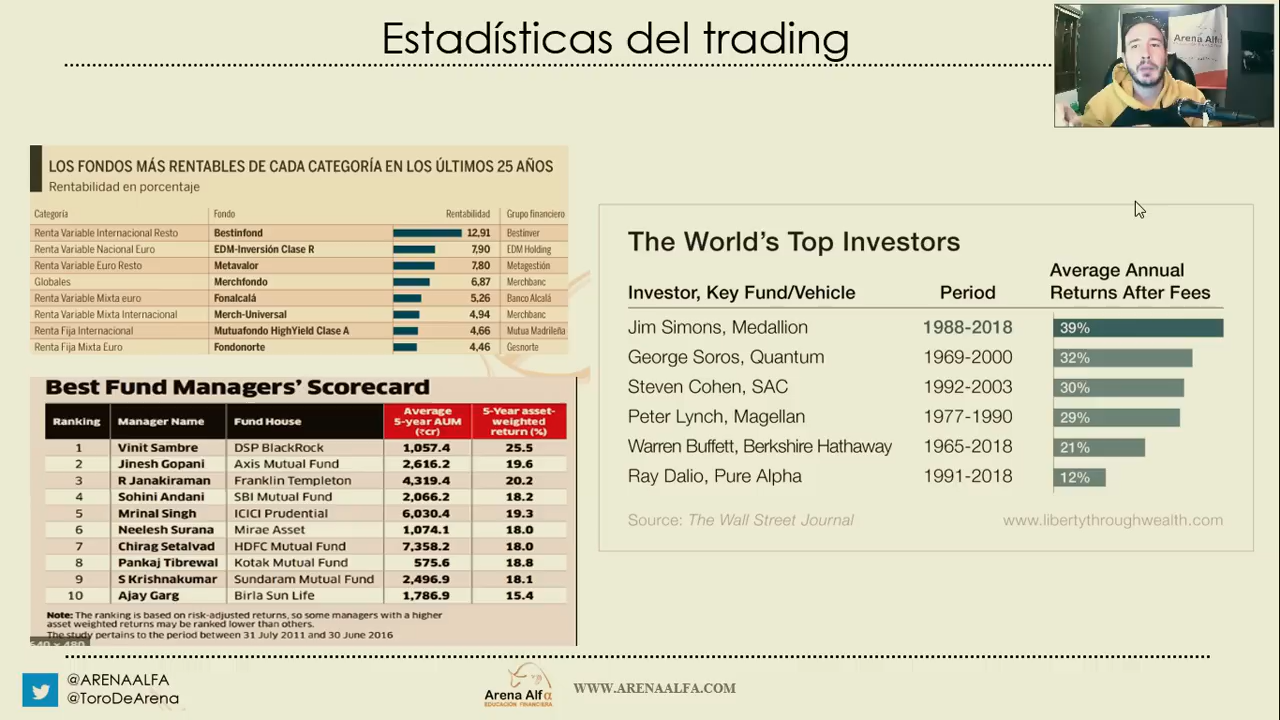 Estadísticas del trading
Arena Alfa
LOS FONDOS MÁS RENTABLES DE CADA CATEGORÍA EN LOS ÚLTIMOS 25 AÑOS
Rentabilidad en porcentaje
Categoría Fondo Rentabilidad Grupo financiero
Renta Variable Internacional Resto Bestinfond 12,91 Bestinver
Renta Variable Nacional Euro EDM-Inversión Clase R 7,90 EDM Holding
Renta Variable Euro Resto Metavalor 7,80 Metagestión
Globales Merchfondo 6,87 Merchbanc
Renta Variable Mixta euro Fonalcalá 5,26 Banco Alcalá
Renta Variable Mixta Internacional Merch-Universal 4,94 Merchbanc
Renta Fija Internacional Mutuafondo HighYield Clase A 4,66 Mutua Madrileña
Renta Fija Mixta Euro Fondonorte 4,46 Gesnorte
Best Fund Managers' Scorecard
Ranking Manager Name Fund House Average 5-year AUM (₹cr) 5-Year asset-weighted return (%)
1 Vinit Sambre DSP BlackRock 1,057.4 25.5
2 Jinesh Gopani Axis Mutual Fund 2,616.2 19.6
3 R Janakiraman Franklin Templeton 4,319.4 20.2
4 Sohini Andani SBI Mutual Fund 2,066.2 18.2
5 Mrinal Singh ICICI Prudential 6,030.4 19.3
6 Neelesh Surana Mirae Asset 1,074.1 18.0
7 Chirag Setalvad HDFC Mutual Fund 7,358.2 18.0
8 Pankaj Tibrewal Kotak Mutual Fund 575.6 18.8
9 S Krishnakumar Sundaram Mutual Fund 2,496.9 18.1
10 Ajay Garg Birla Sun Life 1,786.9 15.4
Note: The ranking is based on risk-adjusted returns, so some managers with a higher
asset weighted returns may be ranked lower than others.
The study pertains to the period between 31 July 2011 and 30 June 2016
The World's Top Investors
Investor, Key Fund/Vehicle Period Average Annual Returns After Fees
Jim Simons, Medallion 1988-2018 39%
George Soros, Quantum 1969-2000 32%
Steven Cohen, SAC 1992-2003 30%
Peter Lynch, Magellan 1977-1990 29%
Warren Buffett, Berkshire Hathaway 1965-2018 21%
Ray Dalio, Pure Alpha 1991-2018 12%
Source: The Wall Street Journal www.libertythroughwealth.com
@ARENAALFA
@ToroDeArena
Arena Alfα
EDUCACIÓN FINANCIERA
WWW.ARENAALFA.COM